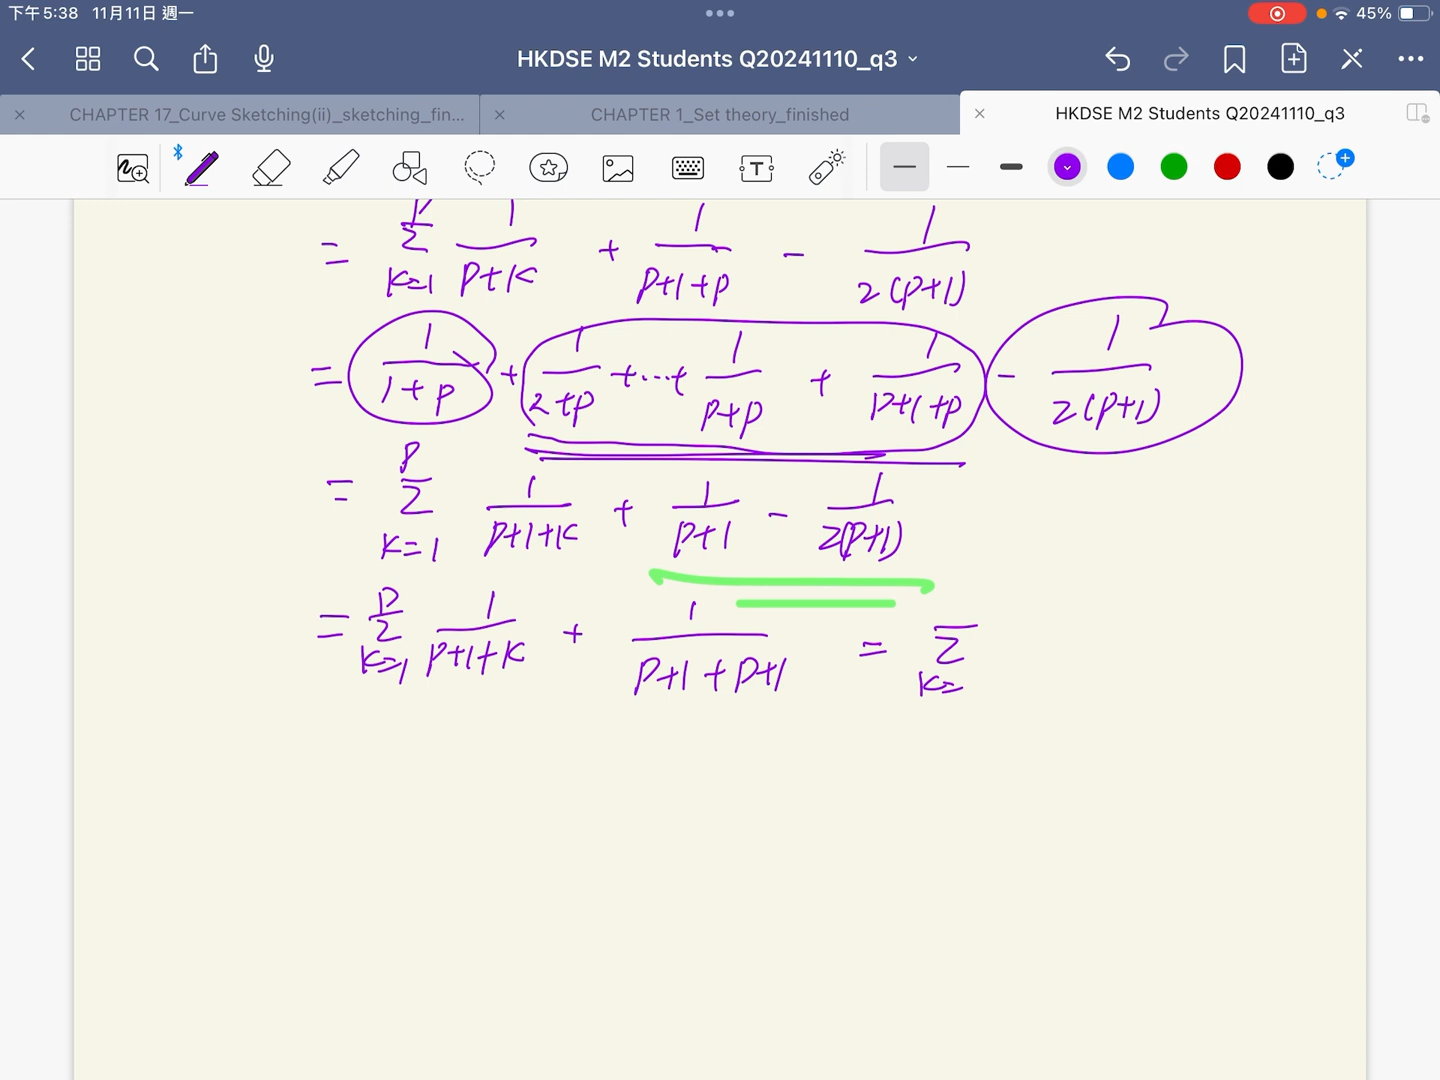 下午5:38 11月11日 週一
45%
HKDSE M2 Students Q20241110_q3
CHAPTER 17_Curve Sketching(ii)_sketching_fin...
CHAPTER 1_Set theory_finished
HKDSE M2 Students Q20241110_q3
= Σ_{k=1}^{p} 1/(p+k) + 1/(p+1+p) - 1/(2(p+1))
= 1/(1+p) + 1/(2+p) + ... + 1/(p+p) + 1/(p+1+p) - 1/(2(p+1))
= Σ_{k=1}^{p} 1/(p+1+k) + 1/(p+1) - 1/(2(p+1))
= Σ_{k=1}^{p} 1/(p+1+k) + 1/(p+1+p+1) = Σ_{k=}